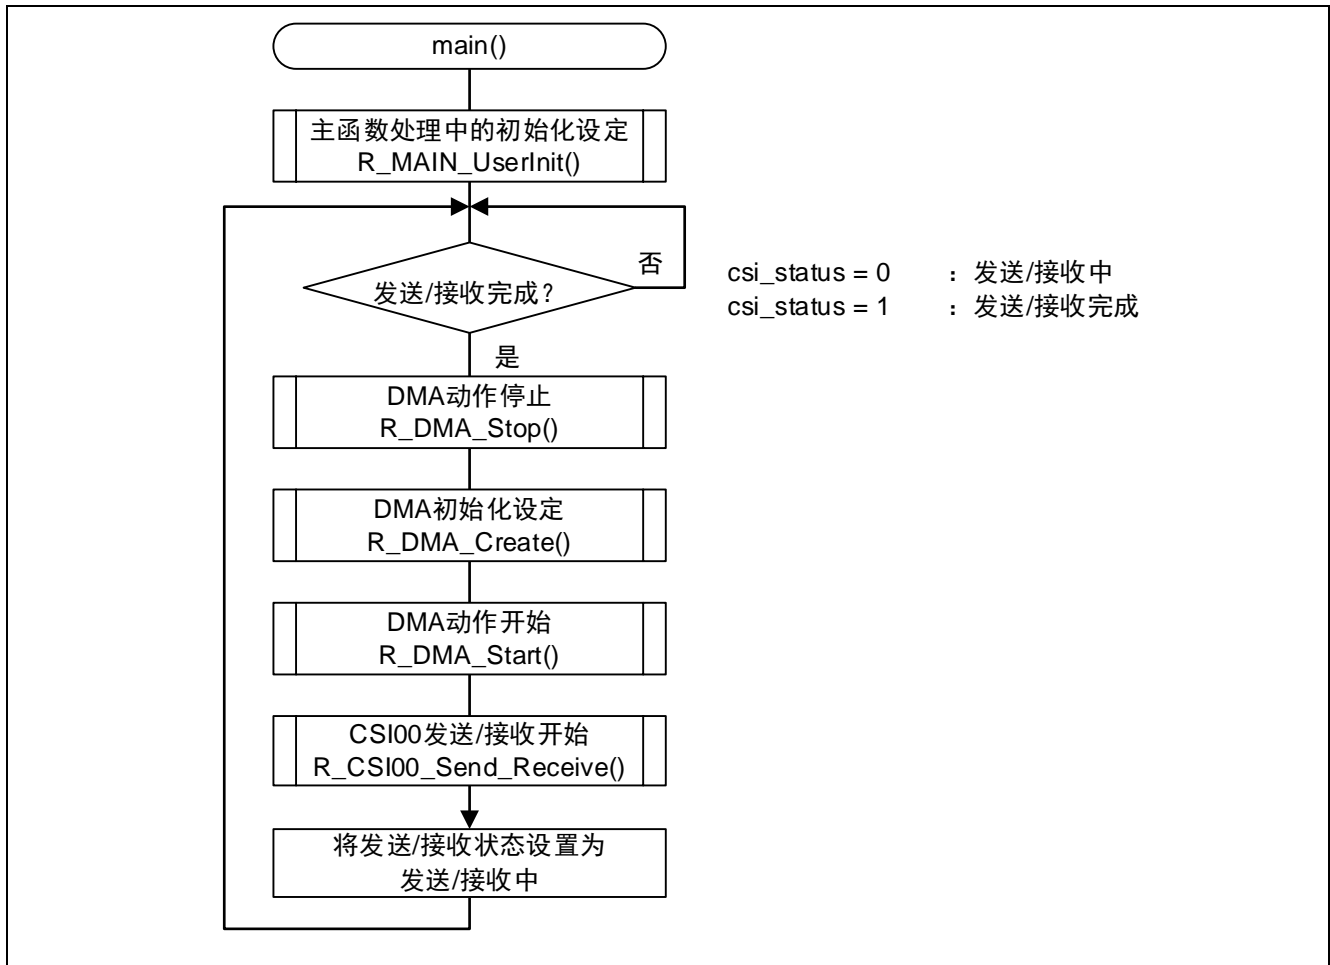 main()
主函数处理中的初始化设定
R_MAIN_UserInit()
否
发送/接收完成？
csi_status = 0 ：发送/接收中
csi_status = 1 ：发送/接收完成
是
DMA动作停止
R_DMA_Stop()
DMA初始化设定
R_DMA_Create()
DMA动作开始
R_DMA_Start()
CSI00发送/接收开始
R_CSI00_Send_Receive()
将发送/接收状态设置为
发送/接收中